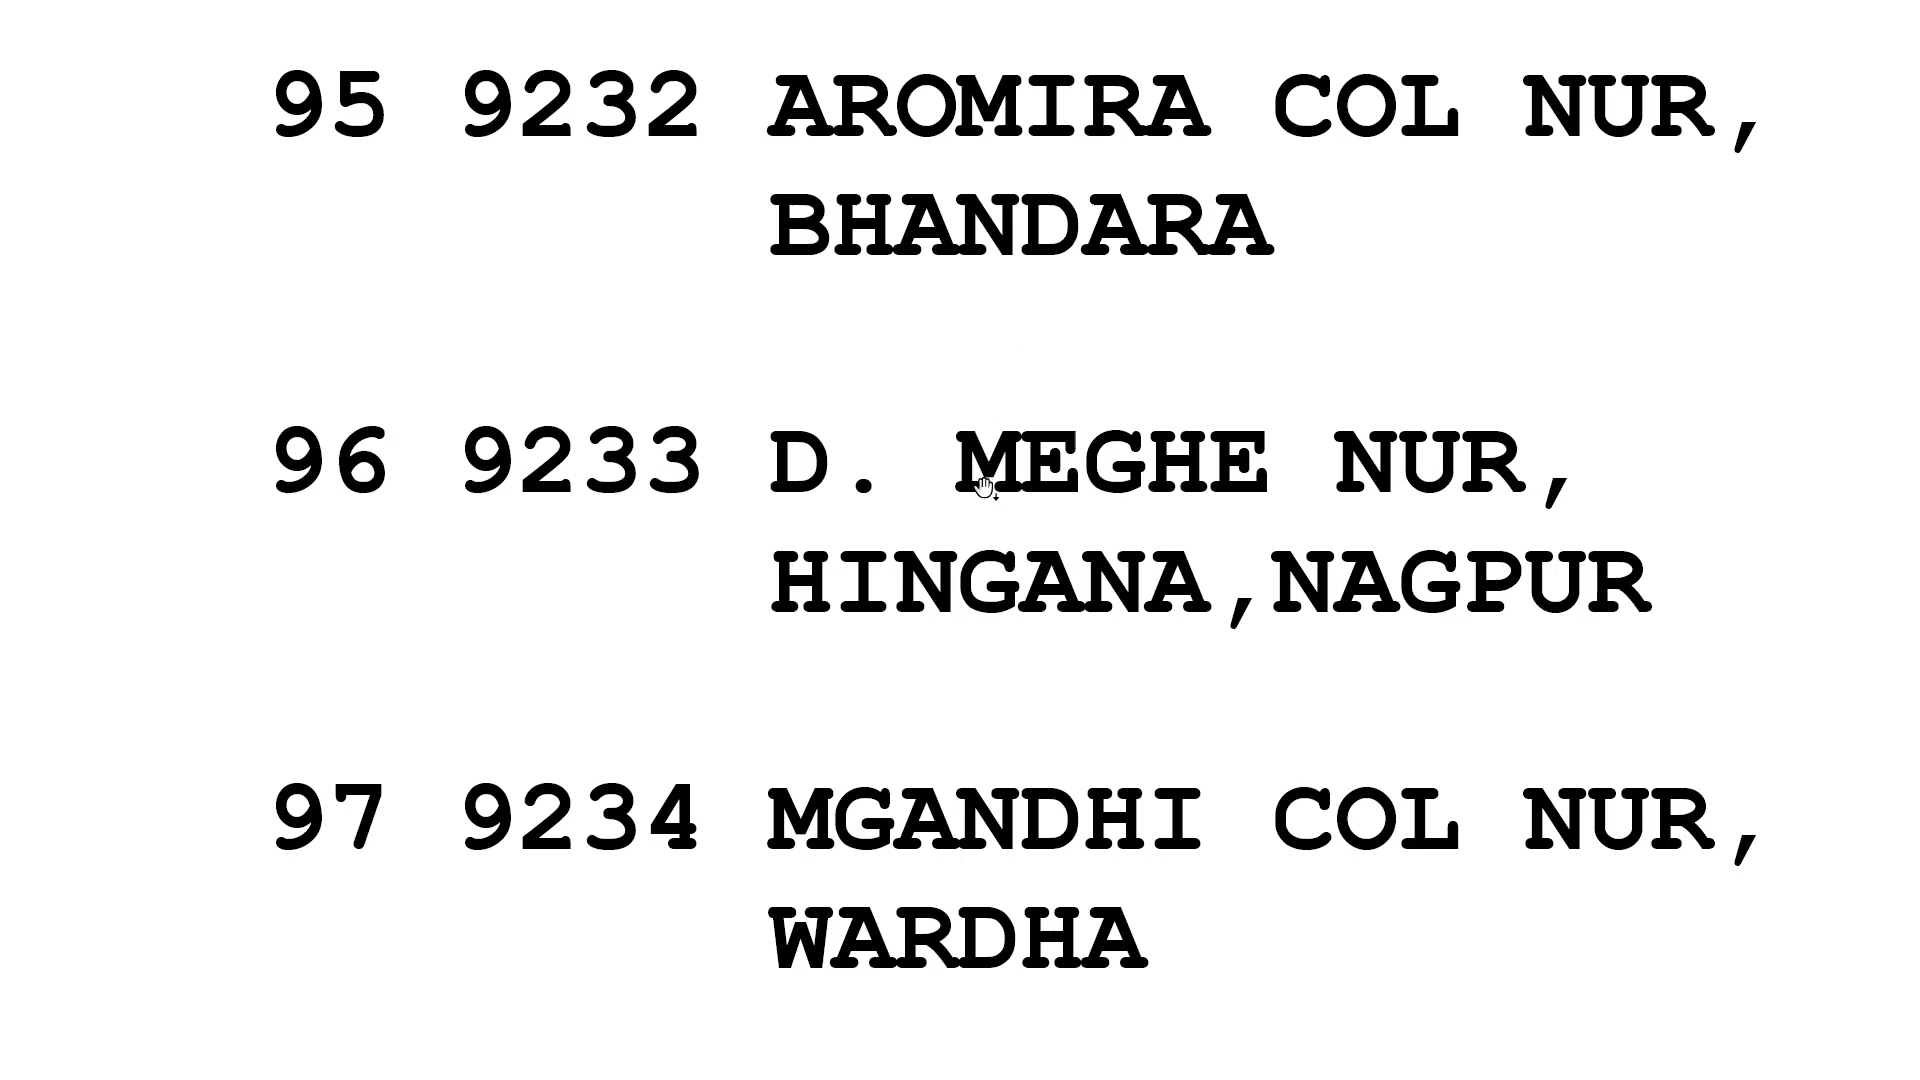 95 9232 AROMIRA COL NUR,
BHANDARA
96 9233 D. MEGHE NUR,
HINGANA,NAGPUR
97 9234 MGANDHI COL NUR,
WARDHA